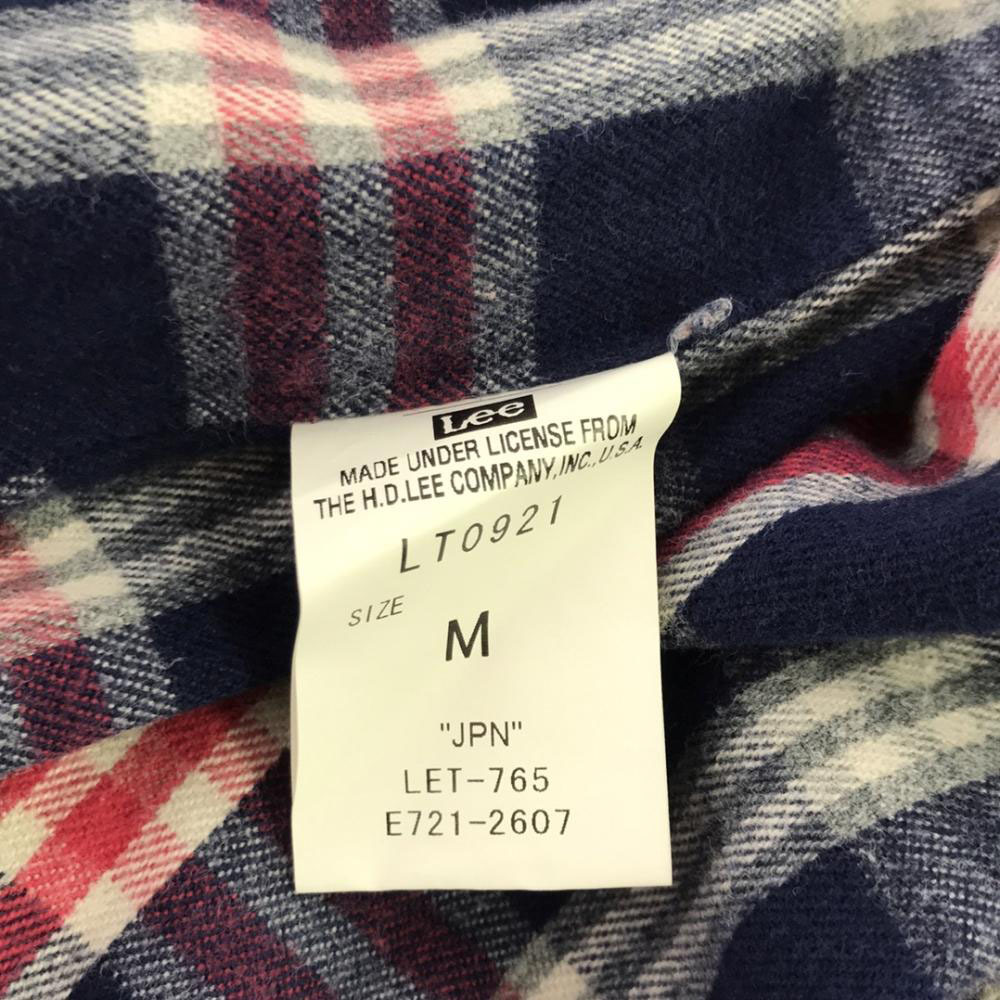 Lee
MADE UNDER LICENSE FROM
THE H.D.LEE COMPANY, INC., U.S.A.
LT0921
SIZE
M
"JPN"
LET-765
E721-2607